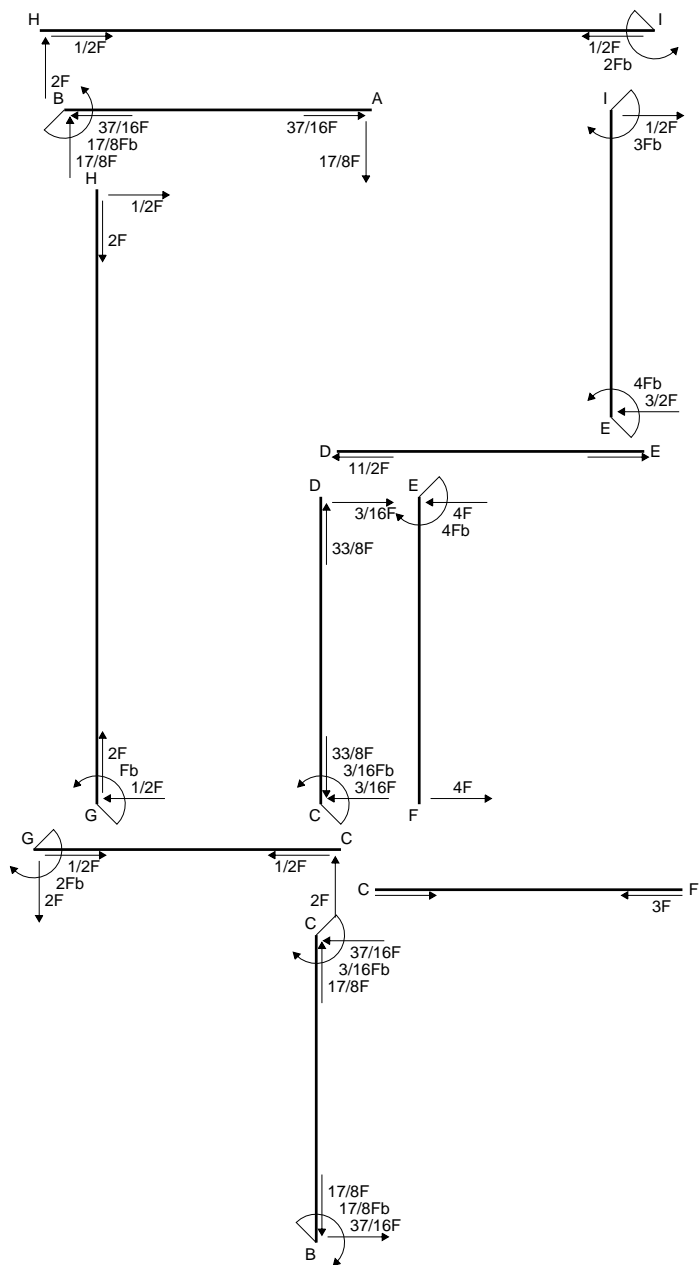 H I
1/2F 1/2F
2Fb
2F
B A
I
37/16F 37/16F
1/2F
17/8Fb
3Fb
17/8F 17/8F
H
1/2F
2F
4Fb
3/2F
E
D E
11/2F
D E
3/16F 4F
4Fb
33/8F
2F 33/8F
Fb 3/16Fb
1/2F 3/16F 4F
G C F
G C
1/2F 1/2F
2Fb
2F 2F
C F
3F
C
37/16F
3/16Fb
17/8F
17/8F
17/8Fb
37/16F
B